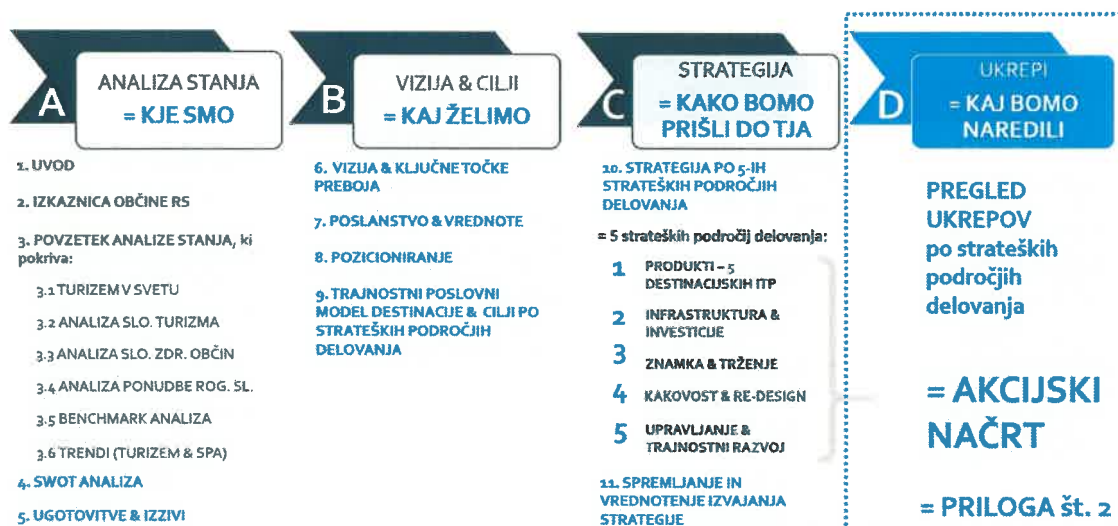 A
ANALIZA STANJA
= KJE SMO
1. UVOD
2. IZKAZNICA OBČINE RS
3. POVZETEK ANALIZE STANJA, ki
pokriva:
3.1 TURIZEM V SVETU
3.2 ANALIZA SLO. TURIZMA
3.3 ANALIZA SLO. ZDR. OBČIN
3.4 ANALIZA PONUDBE ROG. SL.
3.5 BENCHMARK ANALIZA
3.6 TRENDI (TURIZEM & SPA)
4. SWOT ANALIZA
5. UGOTOVITVE & IZZIVI
B
VIZIJA & CILJI
= KAJ ŽELIMO
6. VIZIJA & KLJUČNE TOČKE
PREBOJA
7. POSLANSTVO & VREDNOTE
8. POZICIONIRANJE
9. TRAJNOSTNI POSLOVNI
MODEL DESTINACIJE & CILJI PO
STRATEŠKIH PODROČJIH
DELOVANJA
C
STRATEGIJA
= KAKO BOMO
PRIŠLI DO TJA
10. STRATEGIJA PO 5-IH
STRATEŠKIH PODROČJIH
DELOVANJA
= 5 strateških področij delovanja:
1 PRODUKTI – 5
DESTINACIJSKIH ITP
2 INFRASTRUKTURA &
INVESTICIJE
3 ZNAMKA & TRŽENJE
4 KAKOVOST & RE-DESIGN
5 UPRAVLJANJE &
TRAJNOSTNI RAZVOJ
11. SPREMLJANJE IN
VREDNOTENJE IZVAJANJA
STRATEGIJE
D
UKREPI
= KAJ BOMO
NAREDILI
PREGLED
UKREPOV
po strateških
področjih
delovanja
= AKCIJSKI
NAČRT
= PRILOGA št. 2